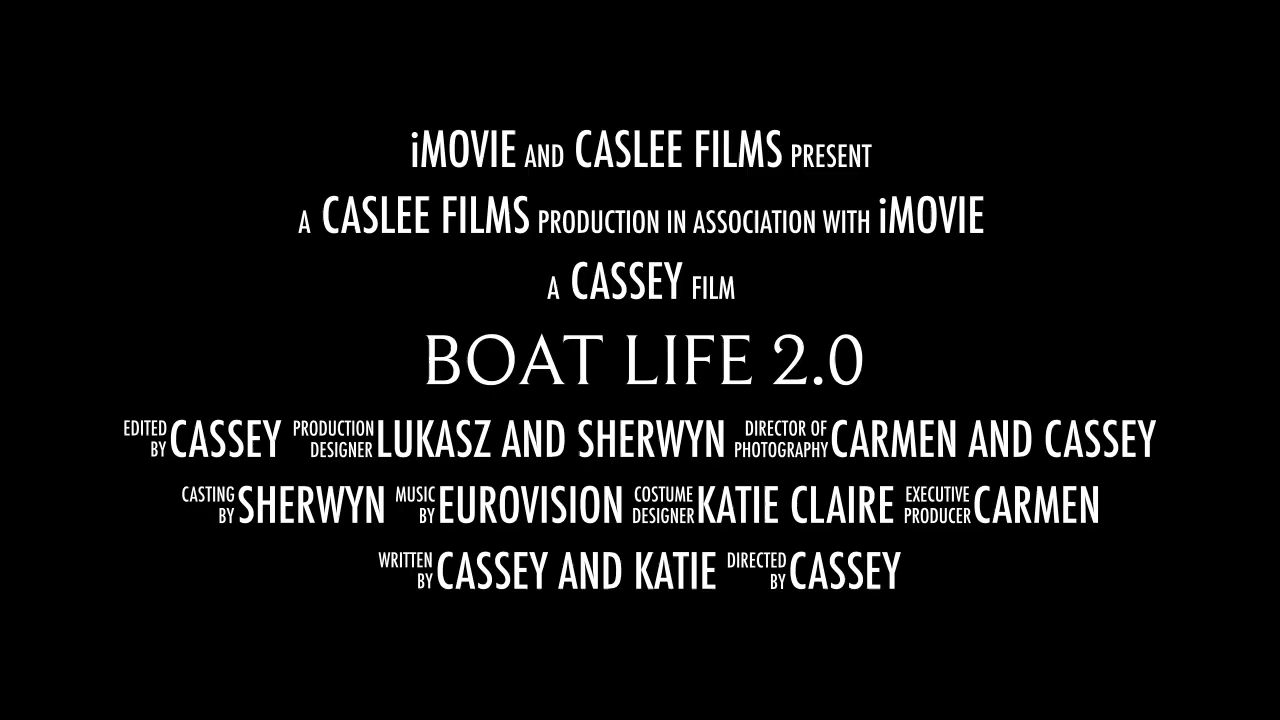 iMOVIE AND CASLEE FILMS PRESENT
A CASLEE FILMS PRODUCTION IN ASSOCIATION WITH iMOVIE
A CASSEY FILM
BOAT LIFE 2.0
EDITED BY CASSEY PRODUCTION DESIGNER LUKASZ AND SHERWYN DIRECTOR OF PHOTOGRAPHY CARMEN AND CASSEY
CASTING BY SHERWYN MUSIC BY EUROVISION COSTUME DESIGNER KATIE CLAIRE EXECUTIVE PRODUCER CARMEN
WRITTEN BY CASSEY AND KATIE DIRECTED BY CASSEY